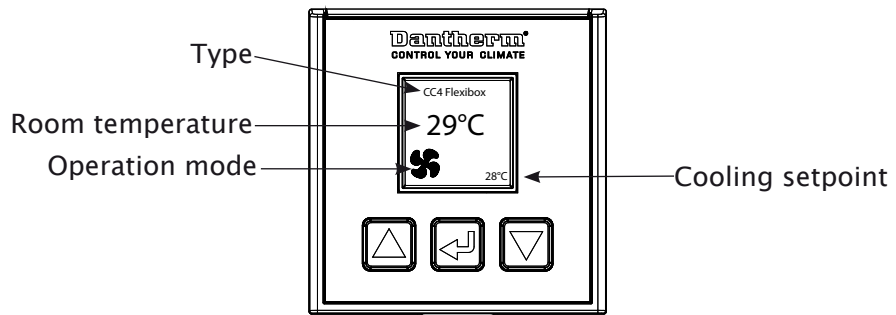 Dantherm®
CONTROL YOUR CLIMATE
Type
CC4 Flexibox
Room temperature
29°C
Operation mode
28°C
Cooling setpoint